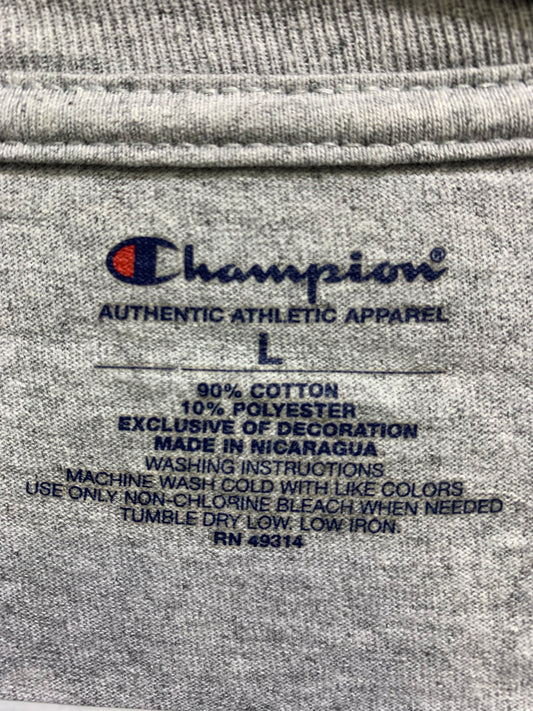 Champion®
AUTHENTIC ATHLETIC APPAREL
L
90% COTTON
10% POLYESTER
EXCLUSIVE OF DECORATION
MADE IN NICARAGUA
WASHING INSTRUCTIONS
MACHINE WASH COLD WITH LIKE COLORS
USE ONLY NON-CHLORINE BLEACH WHEN NEEDED
TUMBLE DRY LOW. LOW IRON.
RN 49314